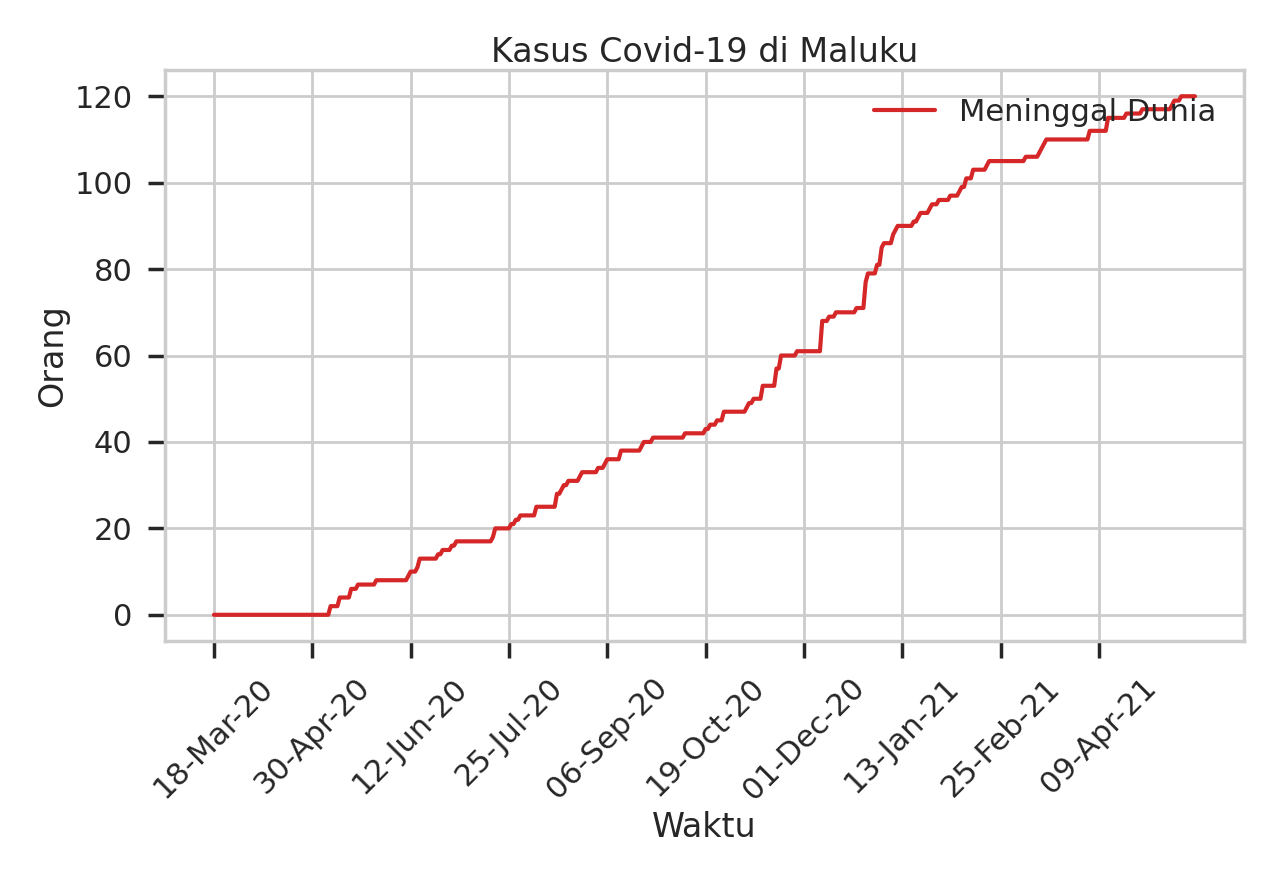 Kasus Covid-19 di Maluku
Meninggal Dunia
120
100
80
60
40
20
0
Orang
18-Mar-20
30-Apr-20
12-Jun-20
25-Jul-20
06-Sep-20
19-Oct-20
01-Dec-20
13-Jan-21
25-Feb-21
09-Apr-21
Waktu